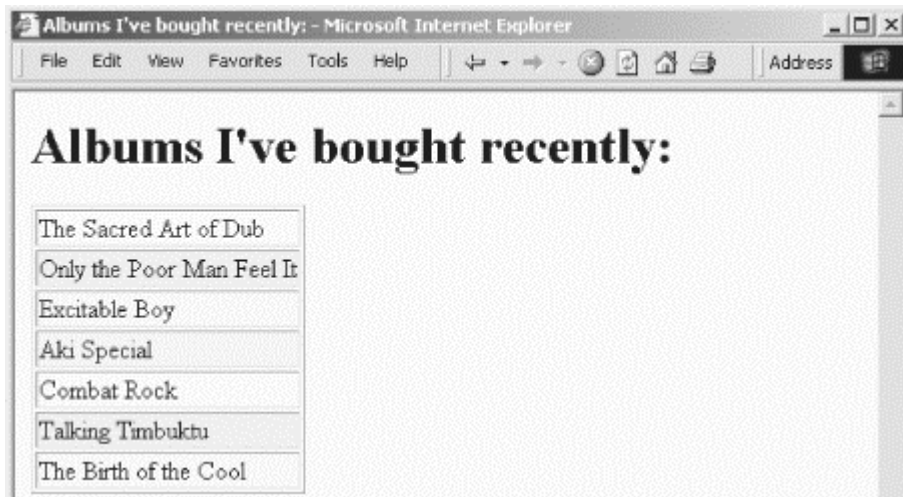 Albums I've bought recently: - Microsoft Internet Explorer
File Edit View Favorites Tools Help Address
Albums I've bought recently:
The Sacred Art of Dub
Only the Poor Man Feel It
Excitable Boy
Aki Special
Combat Rock
Talking Timbuktu
The Birth of the Cool